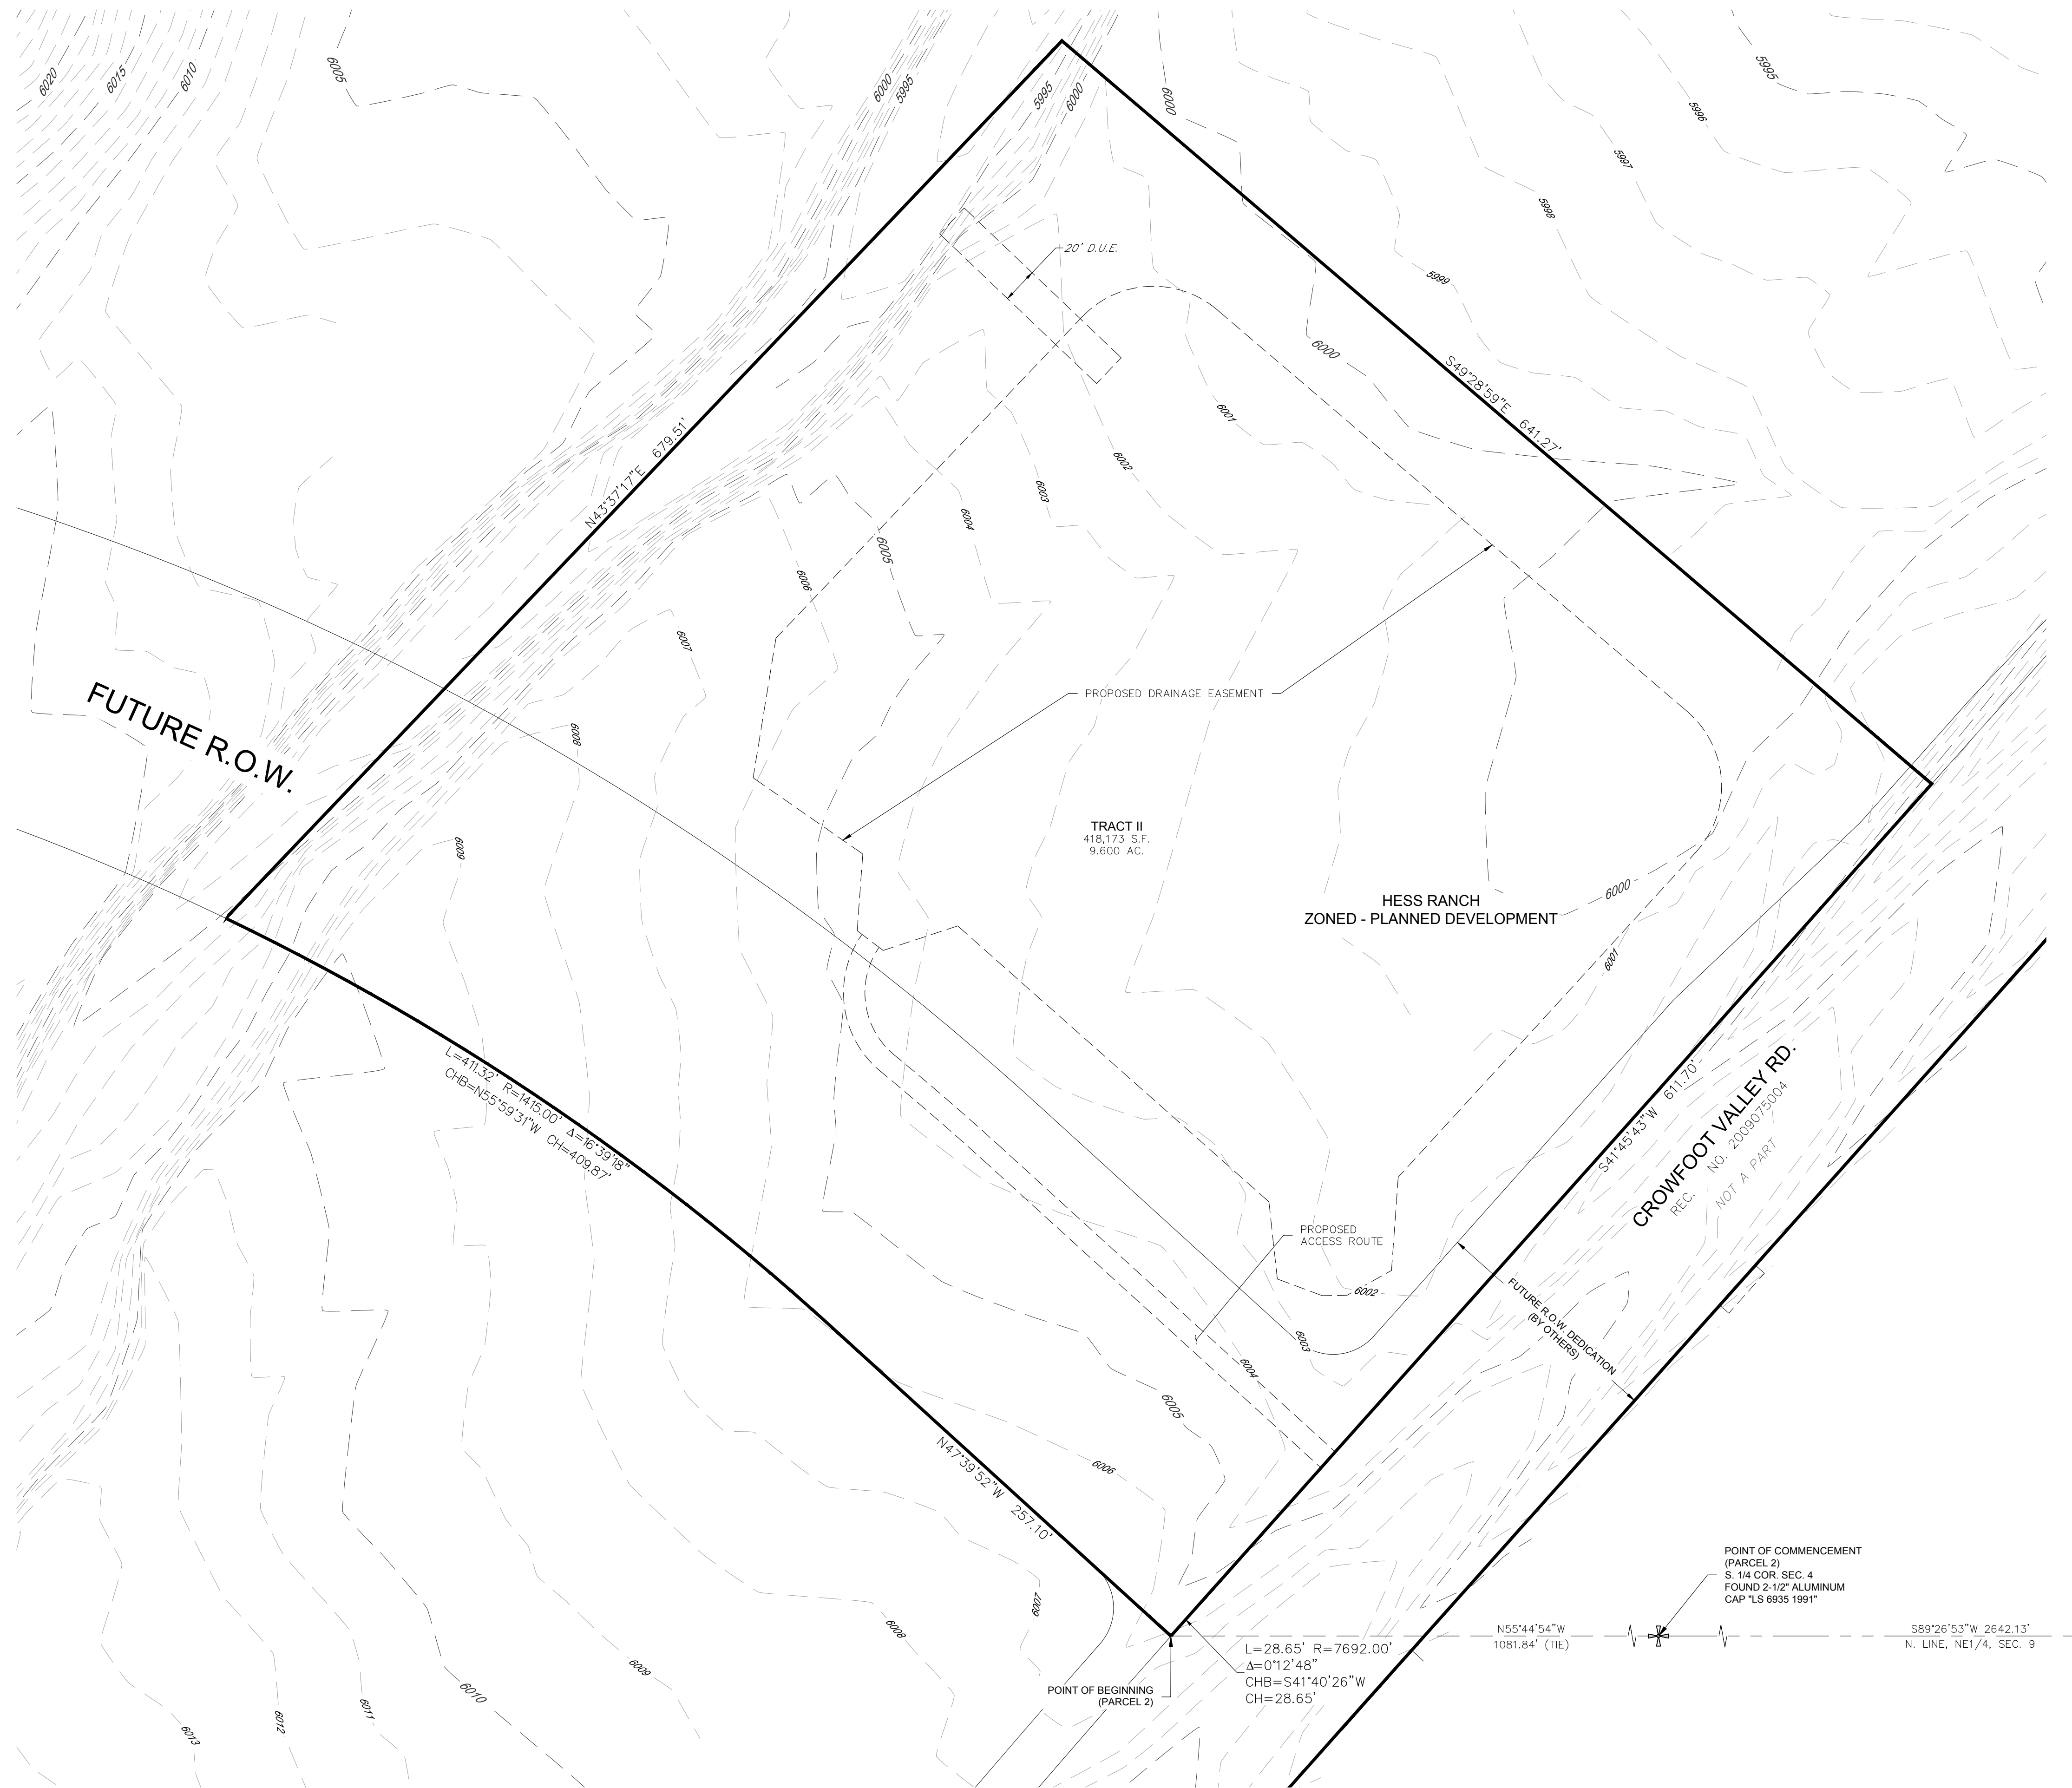 6020
6015
6010
6005
6000
5995
5995
6000
6000
5995
5996
5997
5998
5999
20' D.U.E.
6000
S49°28'59"E 641.27'
N43°37'17"E 679.51'
6001
6002
6003
6004
6005
6006
6007
6008
6009
FUTURE R.O.W.
PROPOSED DRAINAGE EASEMENT
TRACT II
418,173 S.F.
9.600 AC.
HESS RANCH
ZONED - PLANNED DEVELOPMENT
6000
6001
L=411.32' R=1415.00' Δ=16°39'18"
CHB=N55°59'31"W CH=409.87'
S41°45'43"W 611.70'
CROWFOOT VALLEY RD.
REC. NO. 2009075004
NOT A PART
PROPOSED
ACCESS ROUTE
6002
6003
6004
6005
6006
FUTURE R.O.W. DEDICATION
(BY OTHERS)
N47°39'52"W 257.10'
6007
6008
6009
6010
6011
6012
6013
POINT OF COMMENCEMENT
(PARCEL 2)
S. 1/4 COR. SEC. 4
FOUND 2-1/2" ALUMINUM
CAP "LS 6935 1991"
N55°44'54"W
1081.84' (TIE)
S89°26'53"W 2642.13'
N. LINE, NE1/4, SEC. 9
L=28.65' R=7692.00'
Δ=0°12'48"
CHB=S41°40'26"W
CH=28.65'
POINT OF BEGINNING
(PARCEL 2)